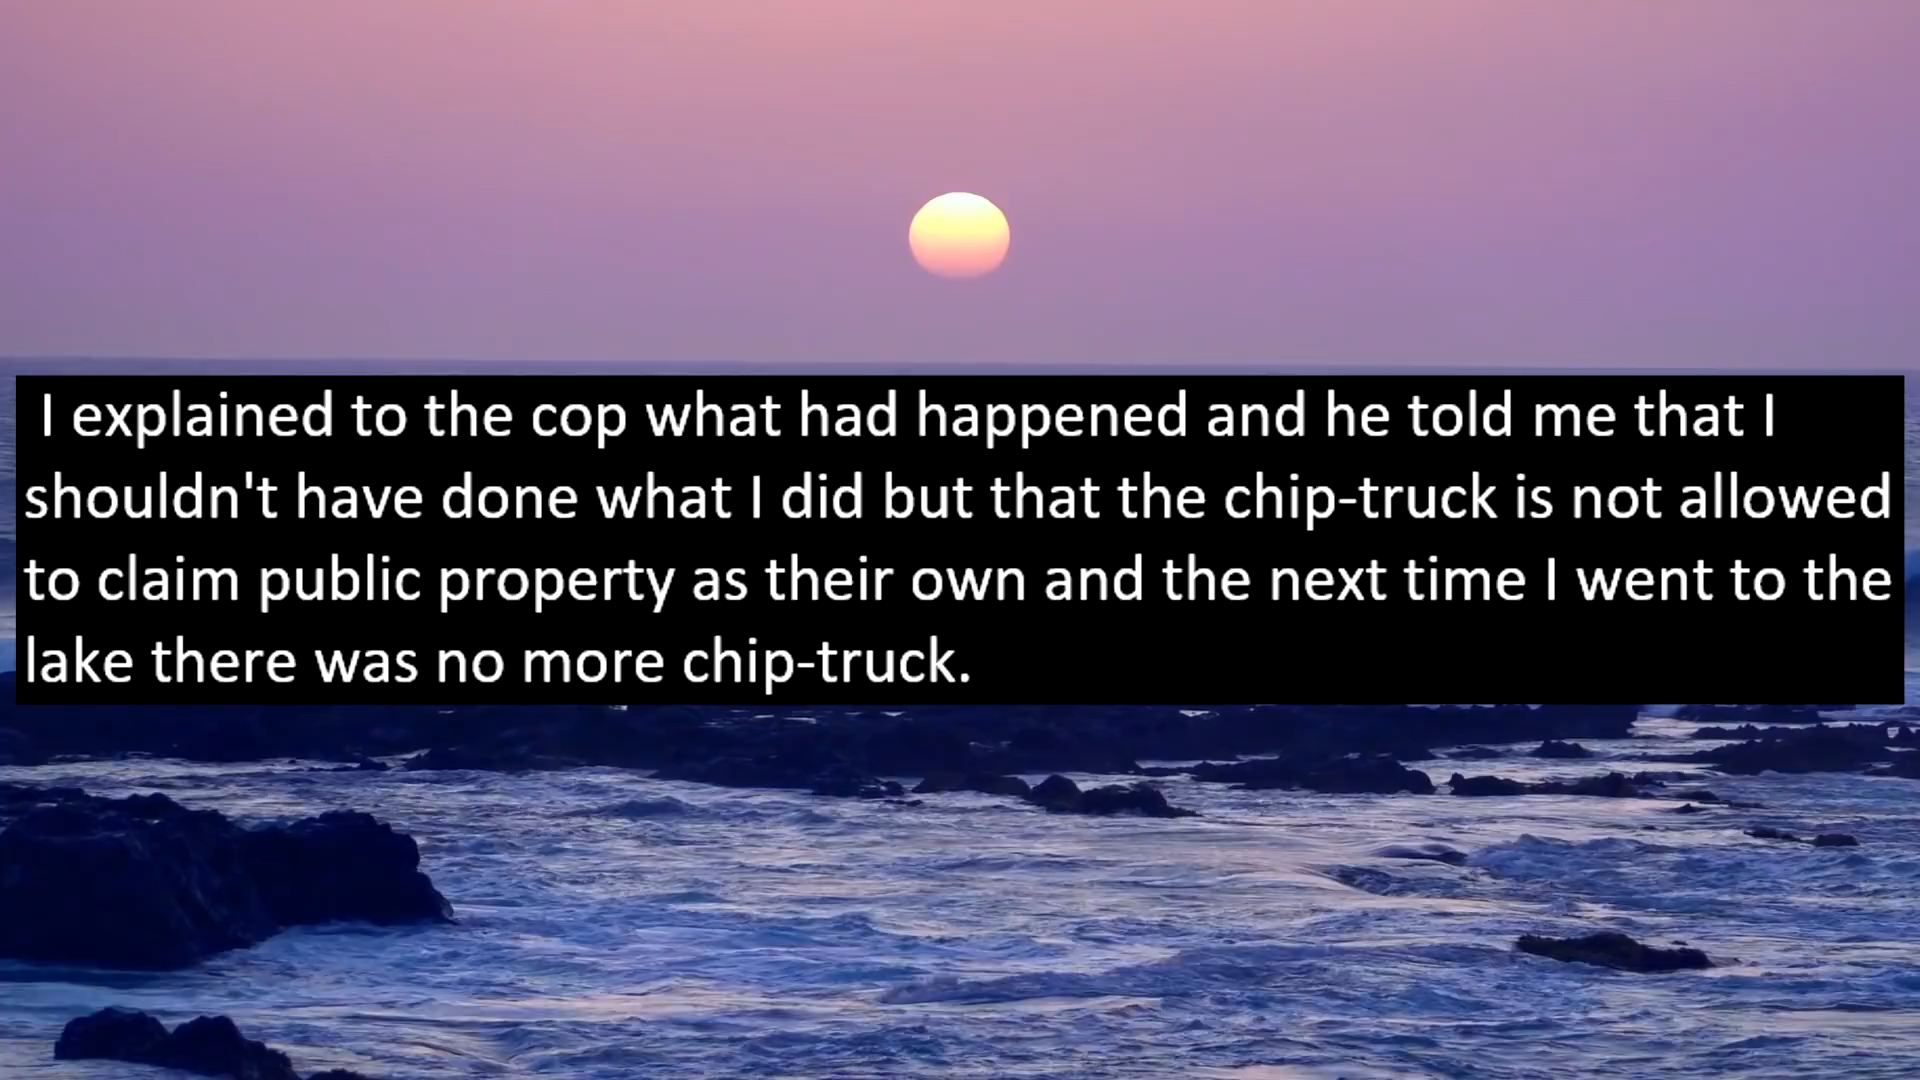 I explained to the cop what had happened and he told me that I
shouldn't have done what I did but that the chip-truck is not allowed
to claim public property as their own and the next time I went to the
lake there was no more chip-truck.